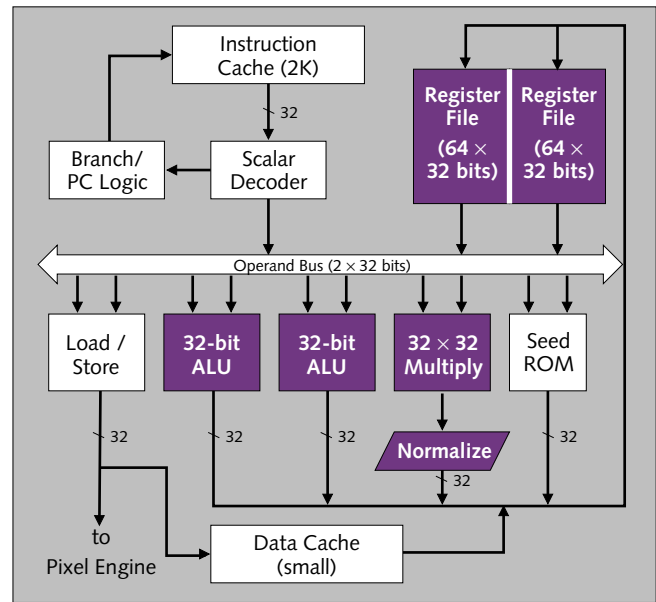 Instruction
Cache (2K)
32
Register
File
(64 ×
32 bits)
Register
File
(64 ×
32 bits)
Branch/
PC Logic
Scalar
Decoder
Operand Bus (2 × 32 bits)
Load /
Store
32-bit
ALU
32-bit
ALU
32 × 32
Multiply
Seed
ROM
Normalize
32
32
32
32
32
to
Pixel Engine
Data Cache
(small)